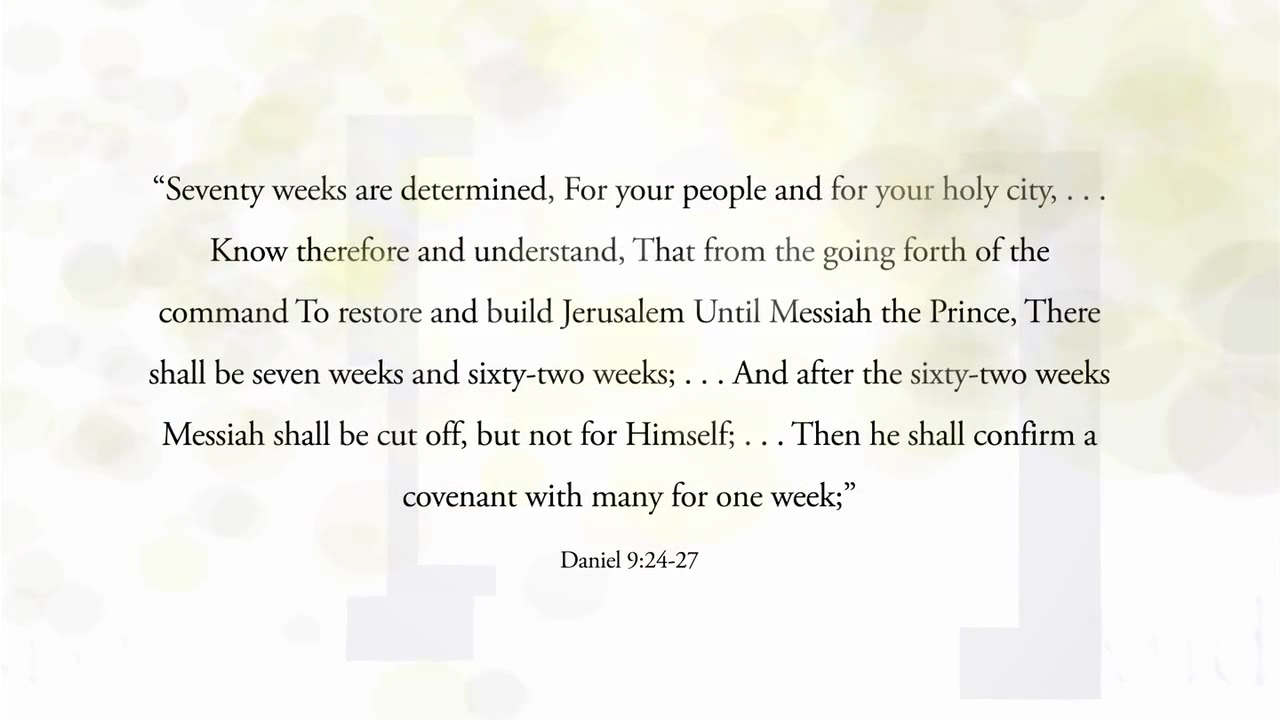 “Seventy weeks are determined, For your people and for your holy city, . . .
Know therefore and understand, That from the going forth of the
command To restore and build Jerusalem Until Messiah the Prince, There
shall be seven weeks and sixty-two weeks; . . . And after the sixty-two weeks
Messiah shall be cut off, but not for Himself; . . . Then he shall confirm a
covenant with many for one week;”
Daniel 9:24-27